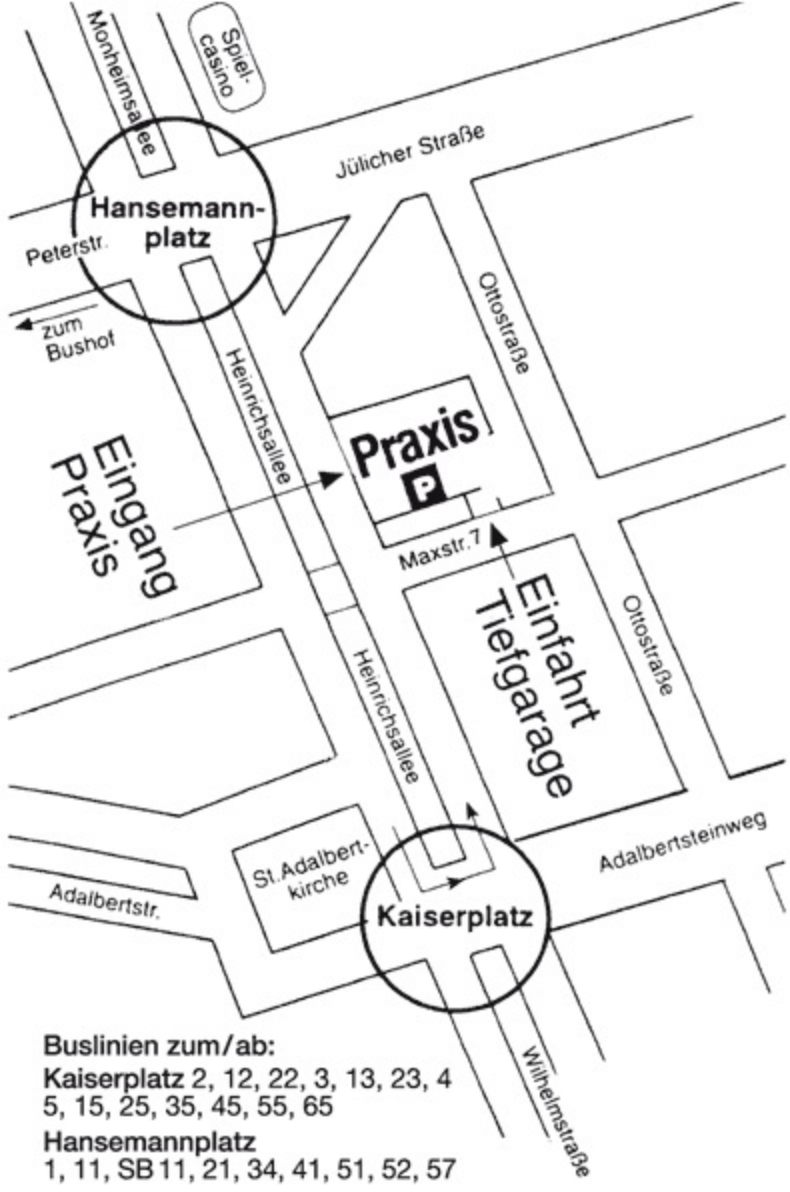 Monheimsallee
Spiel-
casino
Jülicher Straße
Hansemann-
platz
Peterstr.
zum
Bushof
Ottostraße
Heinrichsallee
Praxis
P
Eingang
Praxis
Maxstr.7
Einfahrt
Tiefgarage
Ottostraße
Heinrichsallee
St.Adalbert-
kirche
Adalbertsteinweg
Adalbertstr.
Kaiserplatz
Wilhelmstraße
Buslinien zum/ab:
Kaiserplatz 2, 12, 22, 3, 13, 23, 4
5, 15, 25, 35, 45, 55, 65
Hansemannplatz
1, 11, SB 11, 21, 34, 41, 51, 52, 57